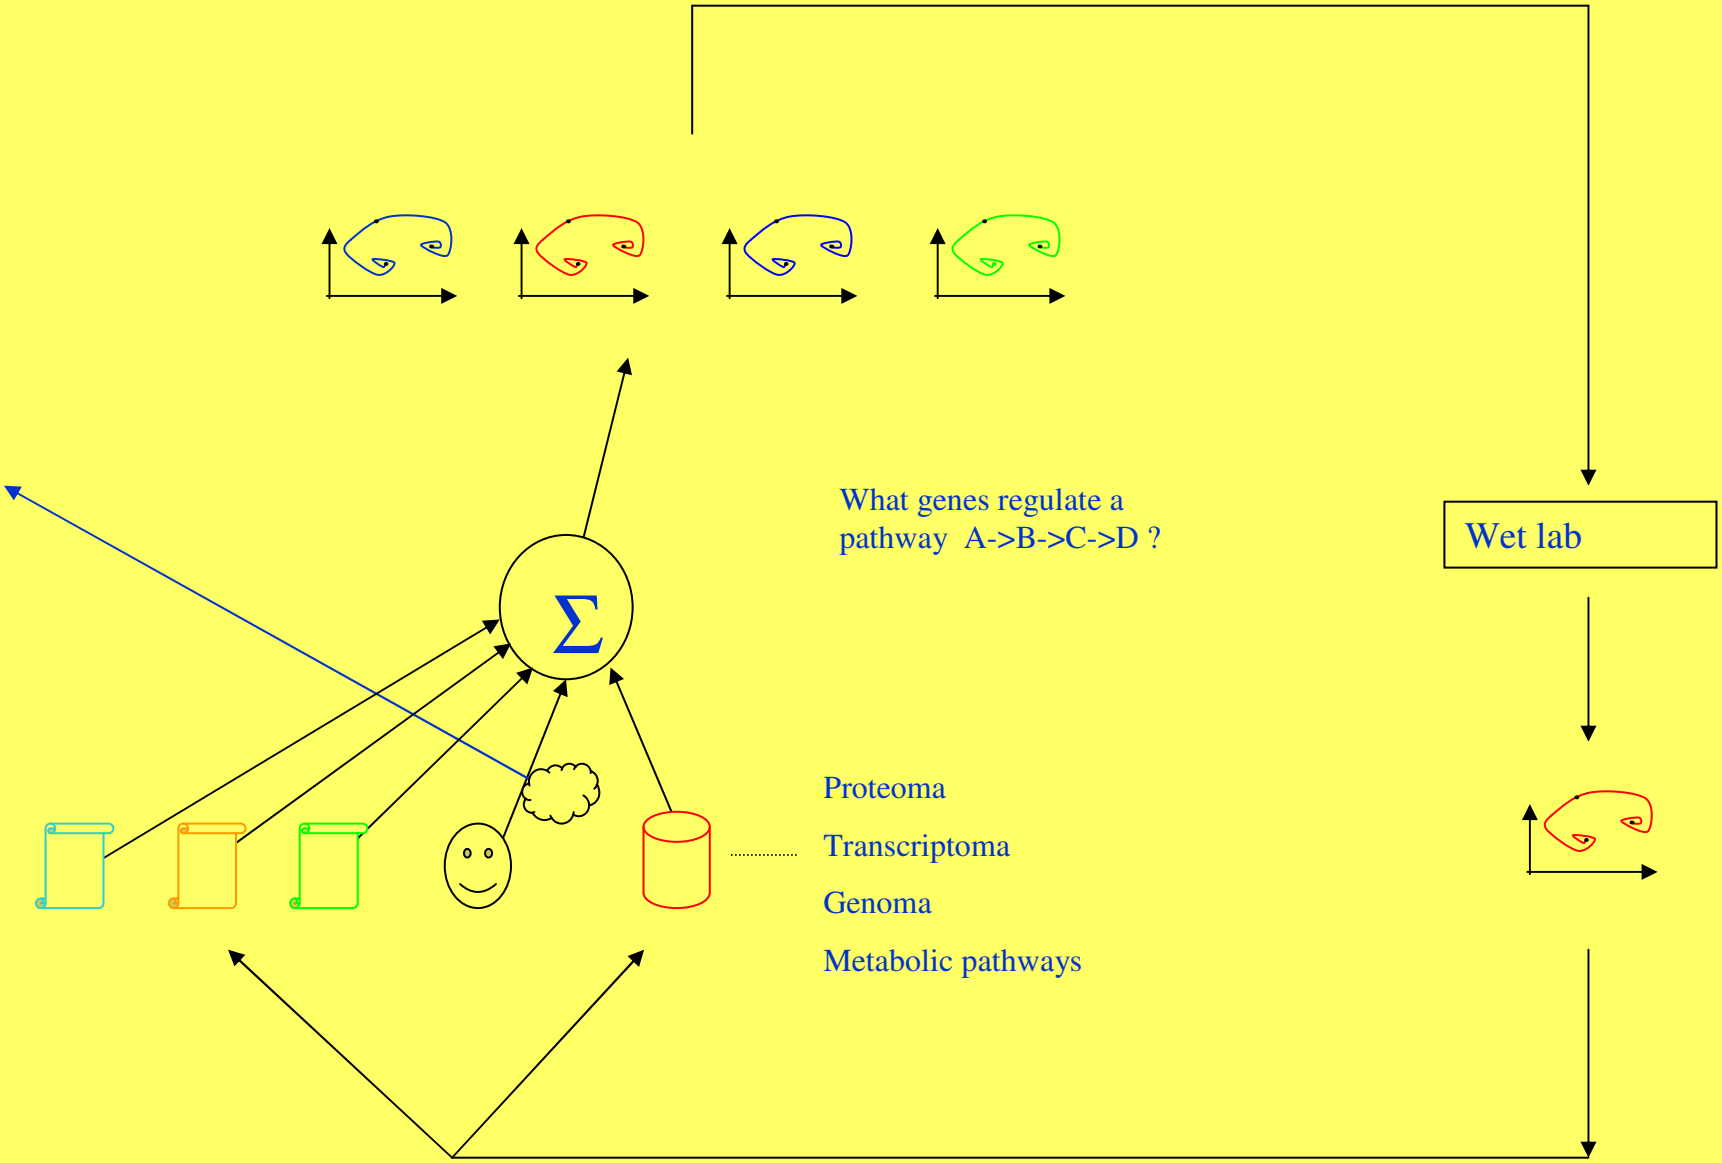 What genes regulate a
pathway A->B->C->D ?
Wet lab
Σ
Proteoma
Transcriptoma
Genoma
Metabolic pathways